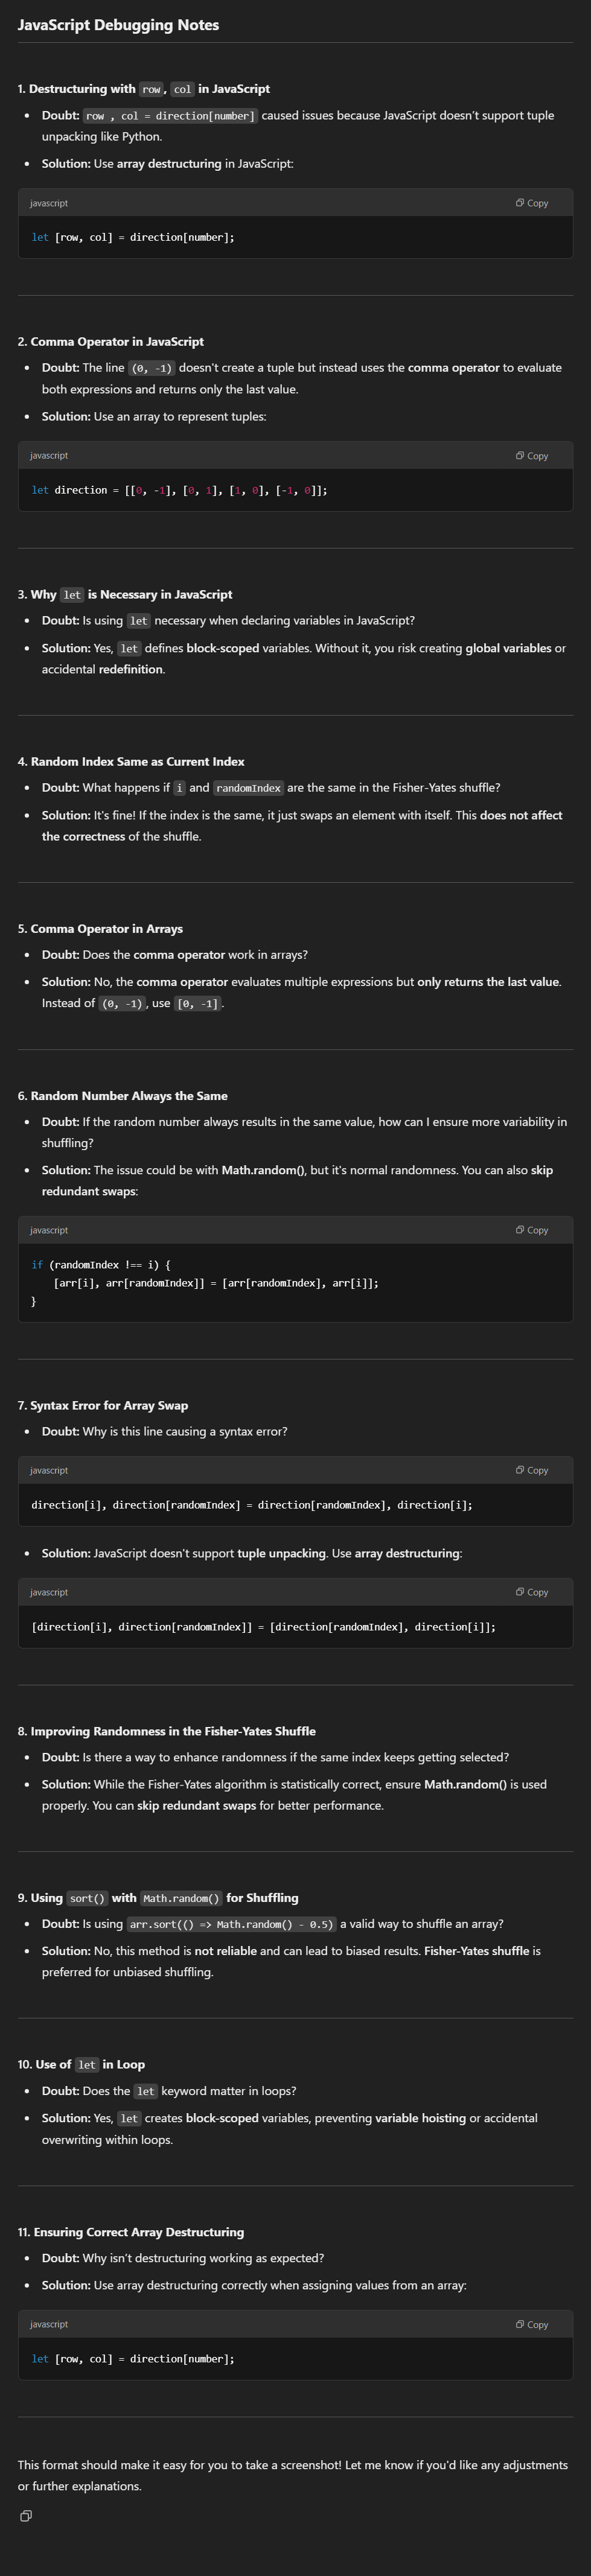 JavaScript Debugging Notes
1. Destructuring with row, col in JavaScript
• Doubt: row , col = direction[number] caused issues because JavaScript doesn’t support tuple
unpacking like Python.
• Solution: Use array destructuring in JavaScript:
javascript Copy
let [row, col] = direction[number];
2. Comma Operator in JavaScript
• Doubt: The line (0, -1) doesn't create a tuple but instead uses the comma operator to evaluate
both expressions and returns only the last value.
• Solution: Use an array to represent tuples:
javascript Copy
let direction = [[0, -1], [0, 1], [1, 0], [-1, 0]];
3. Why let is Necessary in JavaScript
• Doubt: Is using let necessary when declaring variables in JavaScript?
• Solution: Yes, let defines block-scoped variables. Without it, you risk creating global variables or
accidental redefinition.
4. Random Index Same as Current Index
• Doubt: What happens if i and randomIndex are the same in the Fisher-Yates shuffle?
• Solution: It's fine! If the index is the same, it just swaps an element with itself. This does not affect
the correctness of the shuffle.
5. Comma Operator in Arrays
• Doubt: Does the comma operator work in arrays?
• Solution: No, the comma operator evaluates multiple expressions but only returns the last value.
Instead of (0, -1), use [0, -1].
6. Random Number Always the Same
• Doubt: If the random number always results in the same value, how can I ensure more variability in
shuffling?
• Solution: The issue could be with Math.random(), but it's normal randomness. You can also skip
redundant swaps:
javascript Copy
if (randomIndex !== i) {
[arr[i], arr[randomIndex]] = [arr[randomIndex], arr[i]];
}
7. Syntax Error for Array Swap
• Doubt: Why is this line causing a syntax error?
javascript Copy
direction[i], direction[randomIndex] = direction[randomIndex], direction[i];
• Solution: JavaScript doesn't support tuple unpacking. Use array destructuring:
javascript Copy
[direction[i], direction[randomIndex]] = [direction[randomIndex], direction[i]];
8. Improving Randomness in the Fisher-Yates Shuffle
• Doubt: Is there a way to enhance randomness if the same index keeps getting selected?
• Solution: While the Fisher-Yates algorithm is statistically correct, ensure Math.random() is used
properly. You can skip redundant swaps for better performance.
9. Using sort() with Math.random() for Shuffling
• Doubt: Is using arr.sort(() => Math.random() - 0.5) a valid way to shuffle an array?
• Solution: No, this method is not reliable and can lead to biased results. Fisher-Yates shuffle is
preferred for unbiased shuffling.
10. Use of let in Loop
• Doubt: Does the let keyword matter in loops?
• Solution: Yes, let creates block-scoped variables, preventing variable hoisting or accidental
overwriting within loops.
11. Ensuring Correct Array Destructuring
• Doubt: Why isn’t destructuring working as expected?
• Solution: Use array destructuring correctly when assigning values from an array:
javascript Copy
let [row, col] = direction[number];
This format should make it easy for you to take a screenshot! Let me know if you'd like any adjustments
or further explanations.